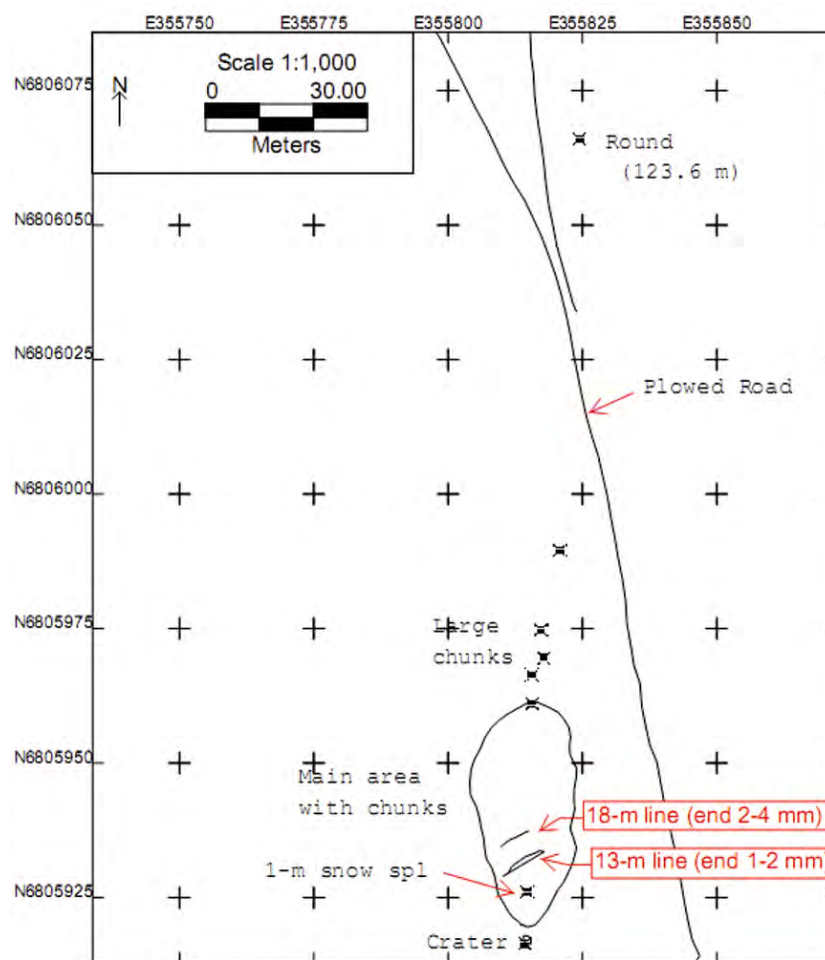 E355750 E355775 E355800 E355825 E355850
Scale 1:1,000
0 30.00
Meters
N
N6806075
Round
(123.6 m)
N6806050
N6806025
Plowed Road
N6806000
N6805975
Large
chunks
N6805950
Main area
with chunks
18-m line (end 2-4 mm)
13-m line (end 1-2 mm)
1-m snow spl
N6805925
Crater